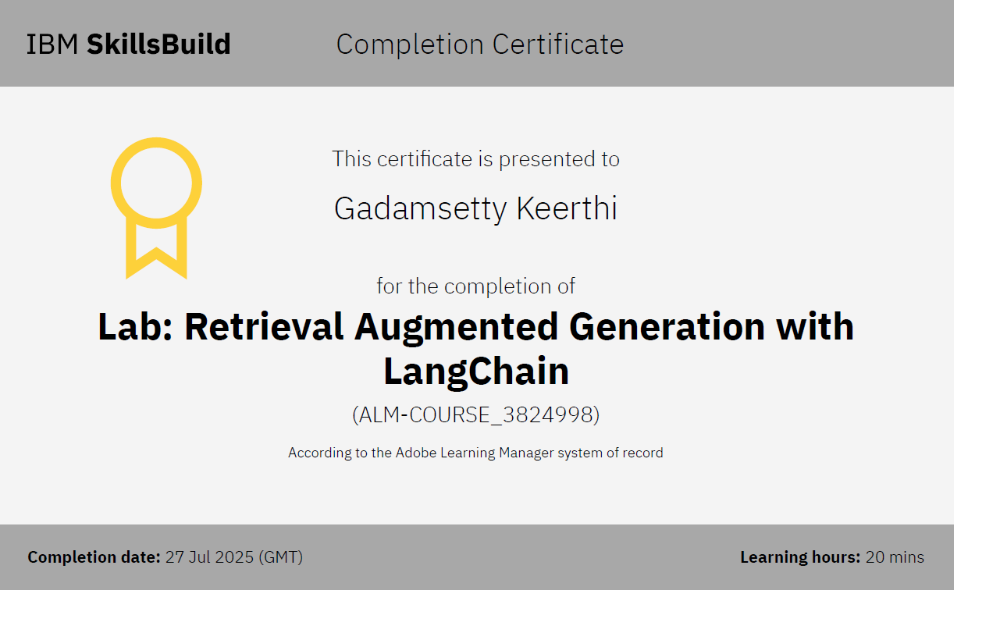 IBM SkillsBuild
Completion Certificate
This certificate is presented to
Gadamsetty Keerthi
for the completion of
Lab: Retrieval Augmented Generation with
LangChain
(ALM-COURSE_3824998)
According to the Adobe Learning Manager system of record
Completion date: 27 Jul 2025 (GMT)
Learning hours: 20 mins